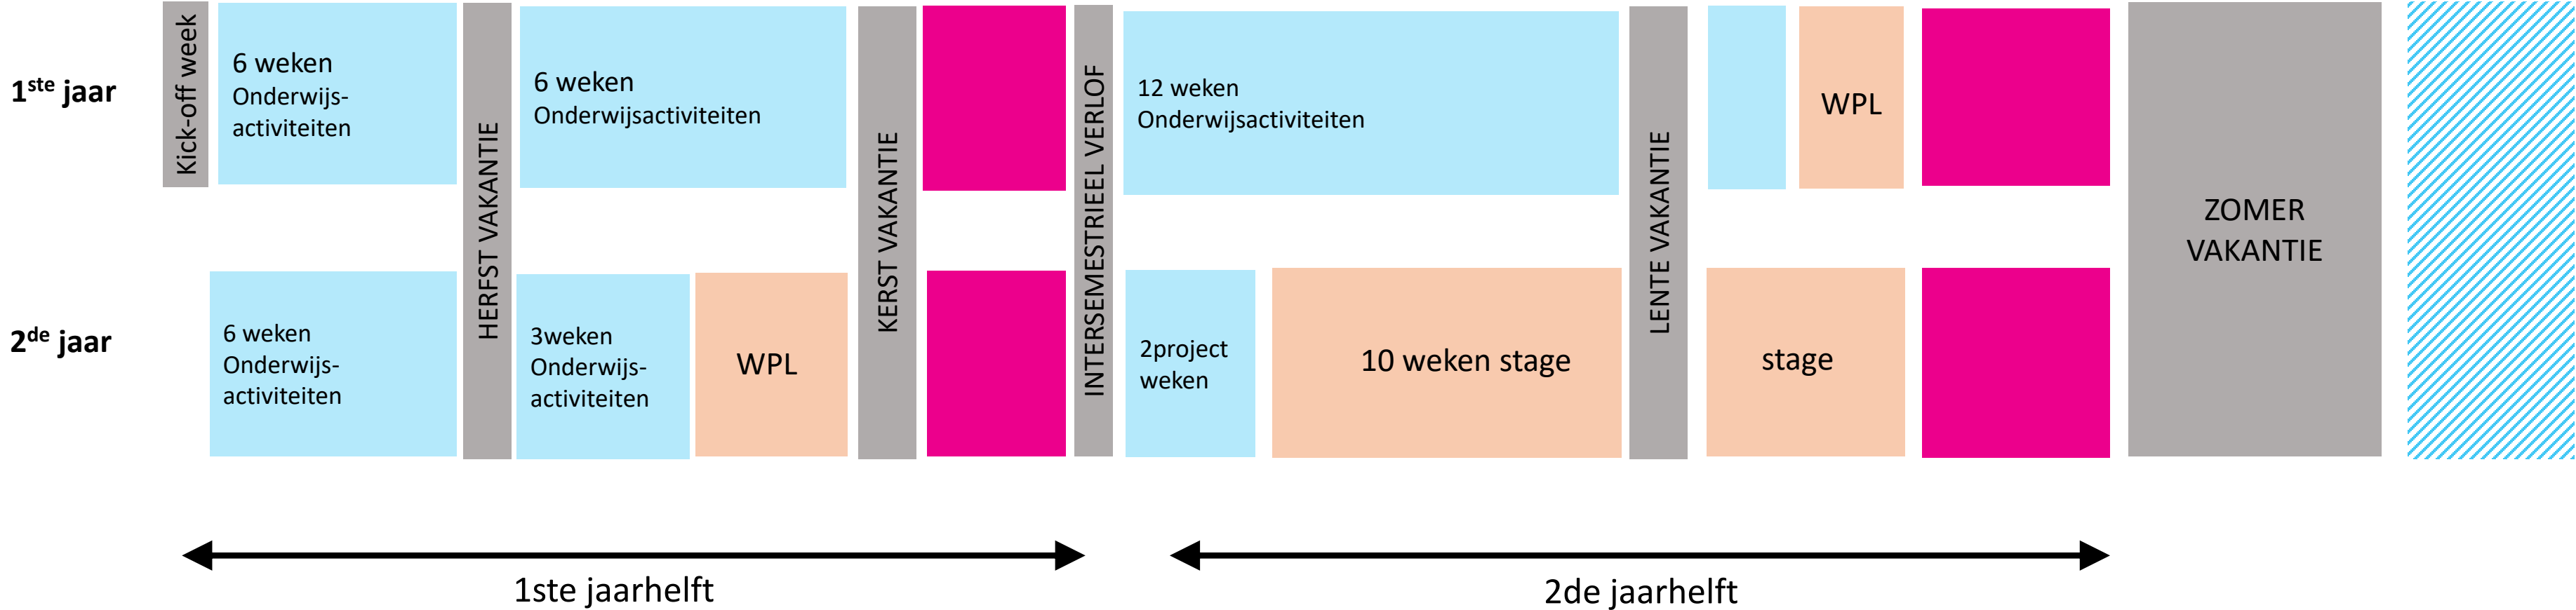 1ste jaar
Kick-off week
6 weken
Onderwijs-
activiteiten
HERFST VAKANTIE
6 weken
Onderwijsactiviteiten
KERST VAKANTIE
INTERSEMESTRIEEL VERLOF
12 weken
Onderwijsactiviteiten
LENTE VAKANTIE
WPL
ZOMER
VAKANTIE
2de jaar
6 weken
Onderwijs-
activiteiten
3weken
Onderwijs-
activiteiten
WPL
2project
weken
10 weken stage
stage
1ste jaarhelft
2de jaarhelft